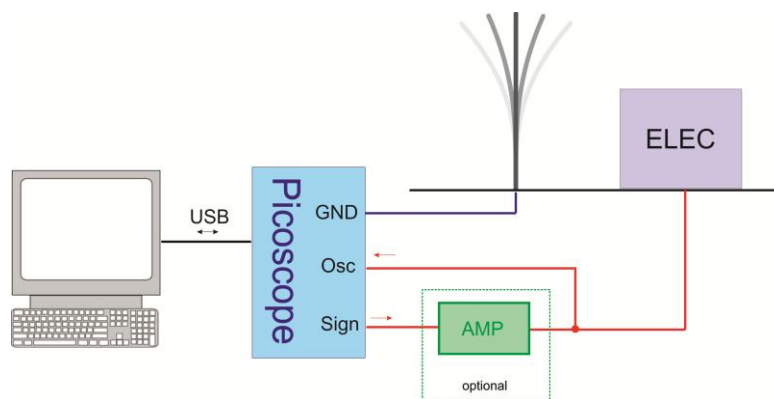 ELEC
USB
Picoscope
GND
Osc
Sign
AMP
optional